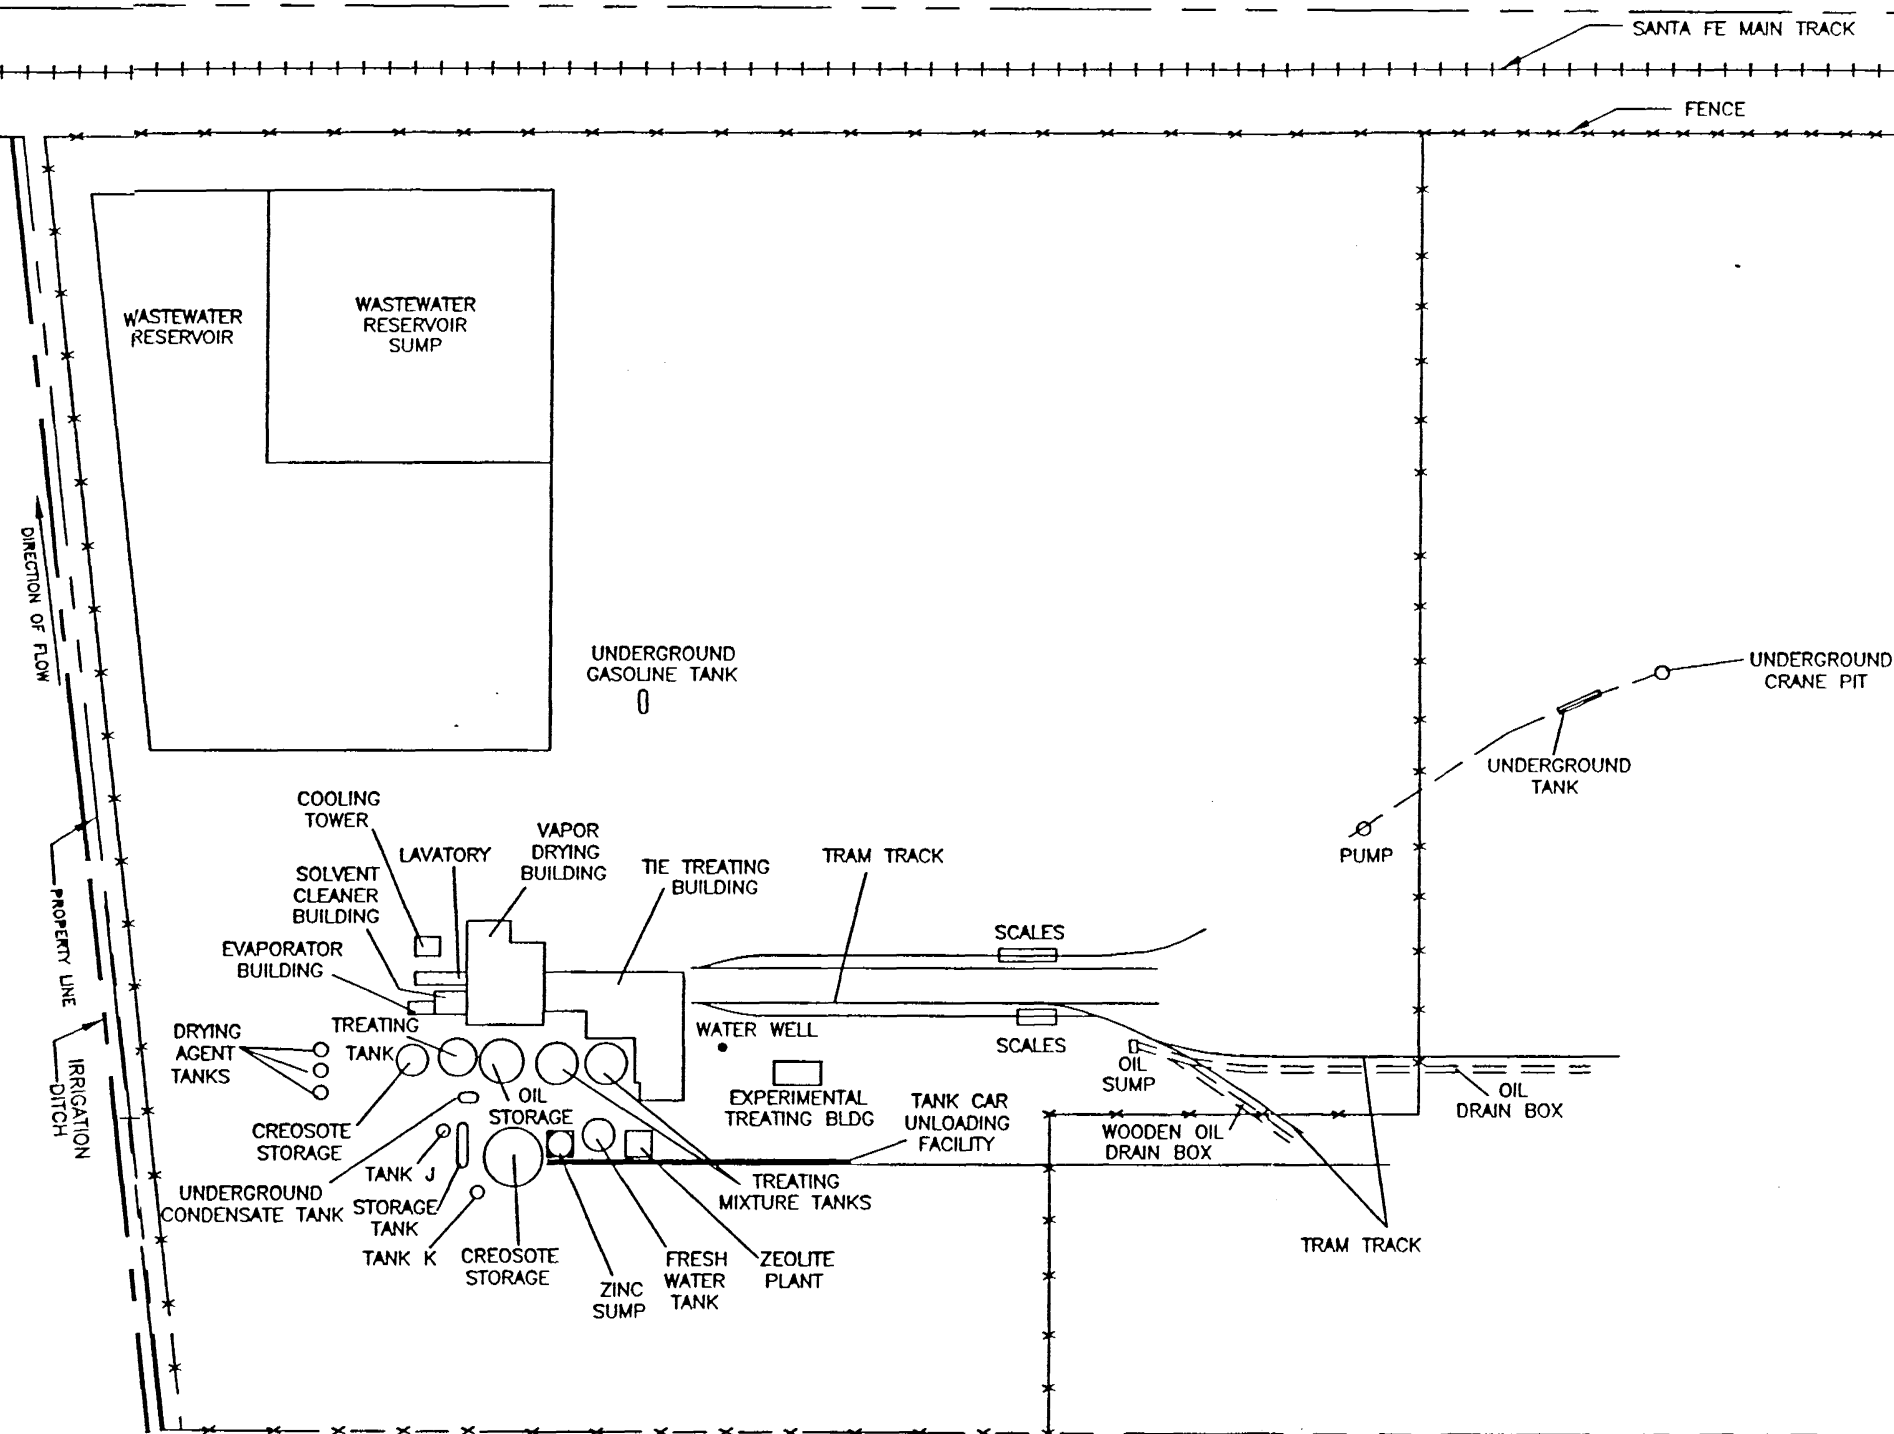 SANTA FE MAIN TRACK
FENCE
WASTEWATER
RESERVOIR
WASTEWATER
RESERVOIR
SUMP
DIRECTION OF FLOW
UNDERGROUND
GASOLINE TANK
UNDERGROUND
CRANE PIT
UNDERGROUND
TANK
PUMP
COOLING
TOWER
LAVATORY
VAPOR
DRYING
BUILDING
TIE TREATING
BUILDING
TRAM TRACK
SOLVENT
CLEANER
BUILDING
EVAPORATOR
BUILDING
SCALES
PROPERTY LINE
IRRIGATION
DITCH
DRYING
AGENT
TANKS
TREATING
TANK
WATER WELL
SCALES
OIL
SUMP
OIL
STORAGE
EXPERIMENTAL
TREATING BLDG
TANK CAR
UNLOADING
FACILITY
OIL
DRAIN BOX
CREOSOTE
STORAGE
WOODEN OIL
DRAIN BOX
TANK J
UNDERGROUND
CONDENSATE TANK
STORAGE
TANK
TREATING
MIXTURE TANKS
TANK K
CREOSOTE
STORAGE
ZINC
SUMP
FRESH
WATER
TANK
ZEOLITE
PLANT
TRAM TRACK